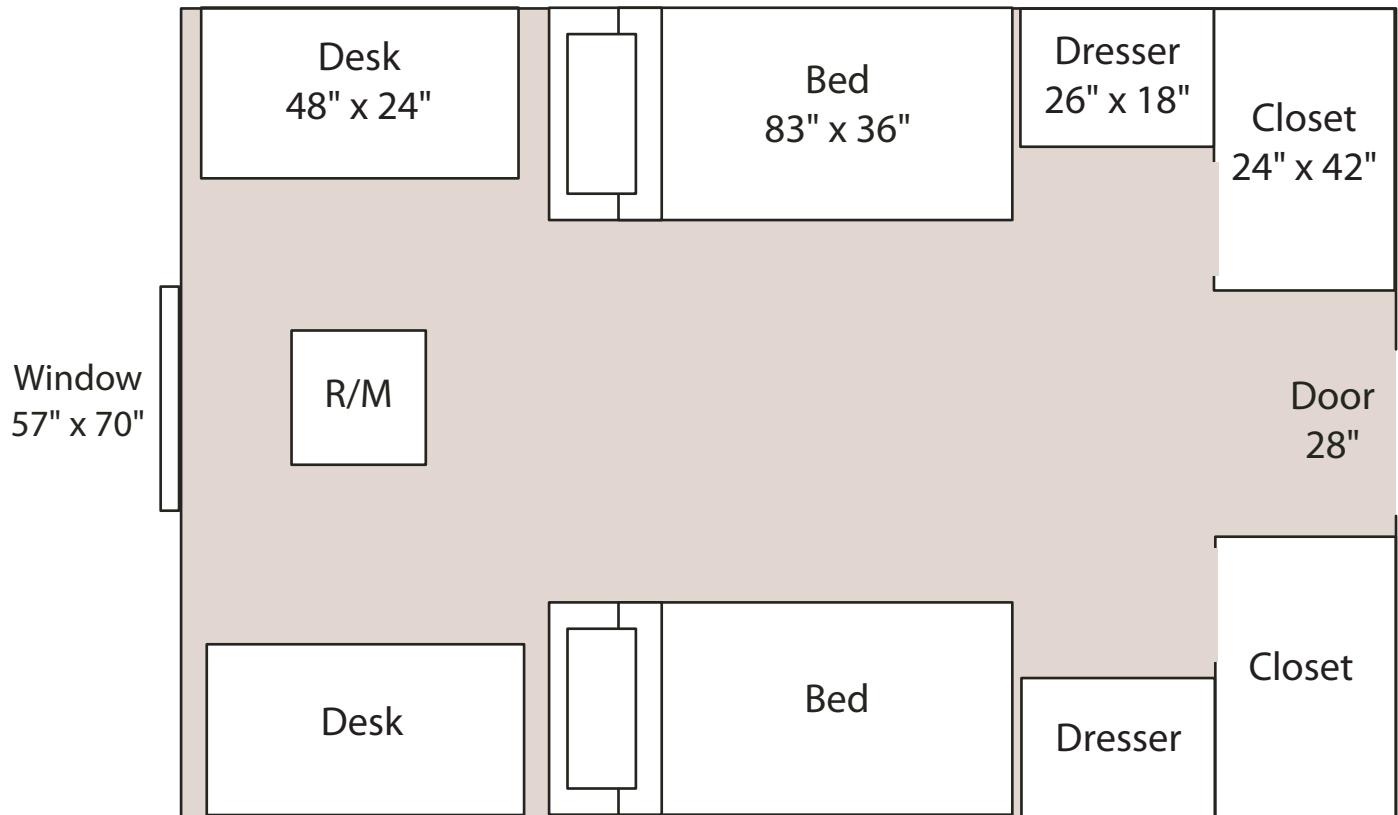 Desk
48" x 24"
Bed
83" x 36"
Dresser
26" x 18"
Closet
24" x 42"
Window
57" x 70"
R/M
Door
28"
Desk
Bed
Dresser
Closet